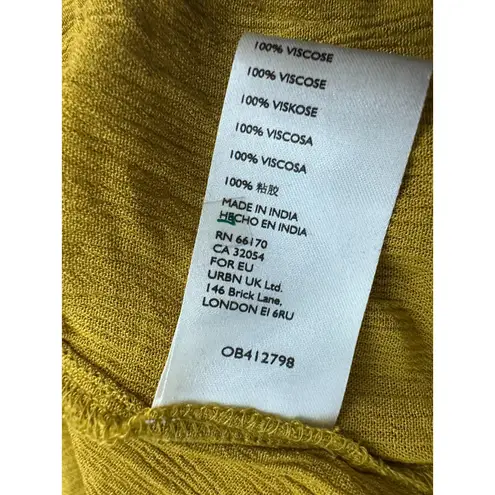 100% VISCOSE
100% VISCOSE
100% VISKOSE
100% VISCOSA
100% VISCOSA
100% 粘胶
MADE IN INDIA
HECHO EN INDIA
RN 66170
CA 32054
FOR EU
URBN UK Ltd.
146 Brick Lane,
LONDON E1 6RU
OB412798